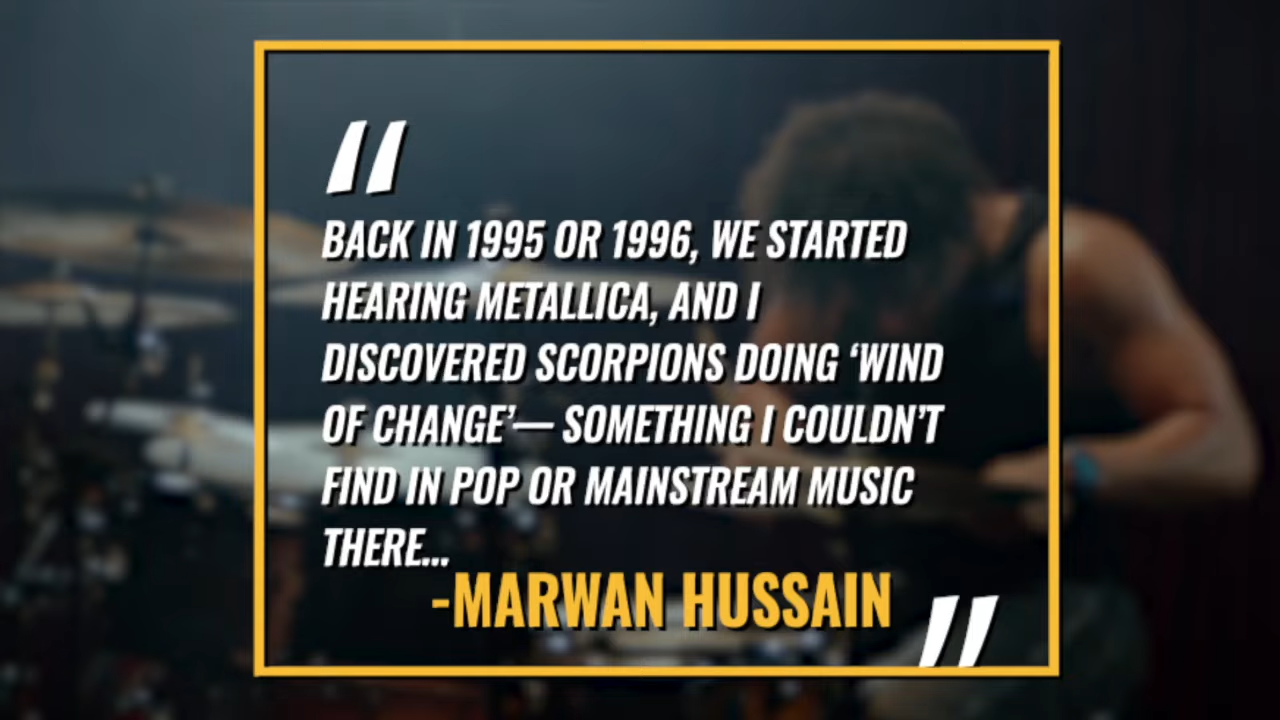 “
BACK IN 1995 OR 1996, WE STARTED
HEARING METALLICA, AND I
DISCOVERED SCORPIONS DOING ‘WIND
OF CHANGE’— SOMETHING I COULDN’T
FIND IN POP OR MAINSTREAM MUSIC
THERE...
-MARWAN HUSSAIN
”